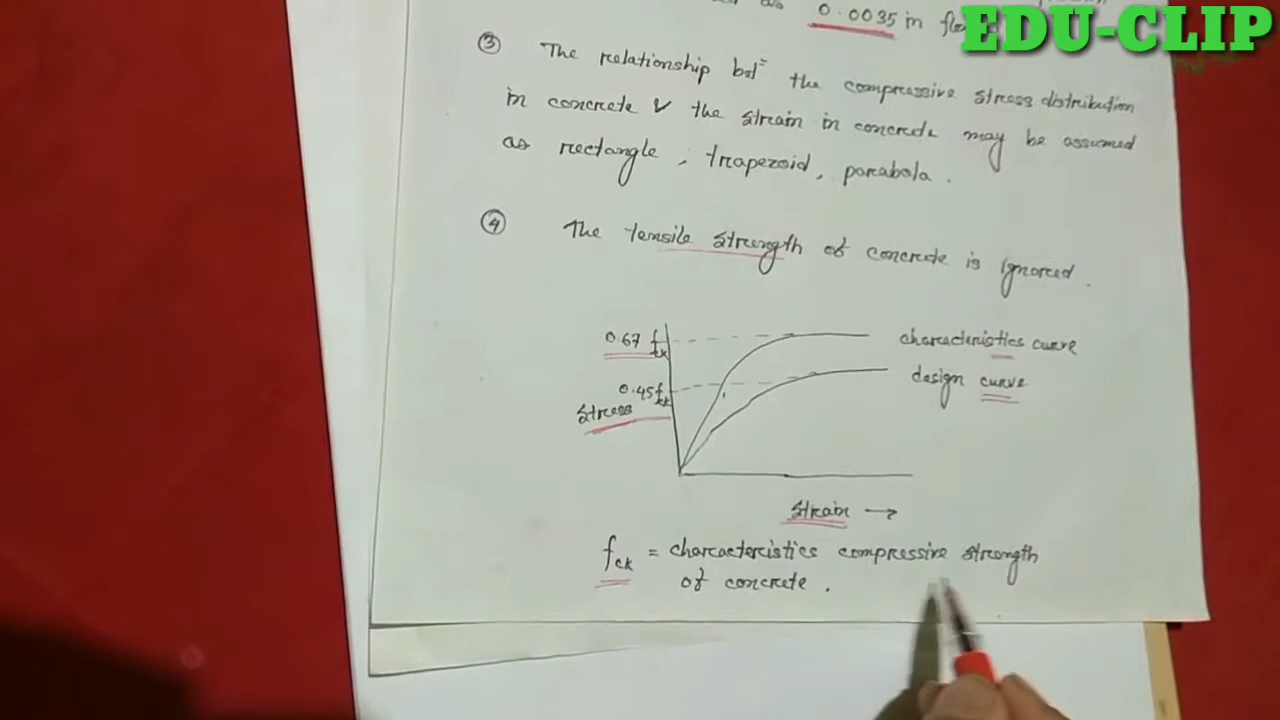 as 0.0035 in
EDU-CLIP
③ The relationship betⁿ the compressive stress distribution
in concrete & the strain in concrete may be assumed
as rectangle, trapezoid, parabola.
④ The tensile strength of concrete is ignored.
0.67 fck
characteristics curve
0.45fck
design curve
Stress
Strain →
fck = characteristics compressive strength
of concrete.